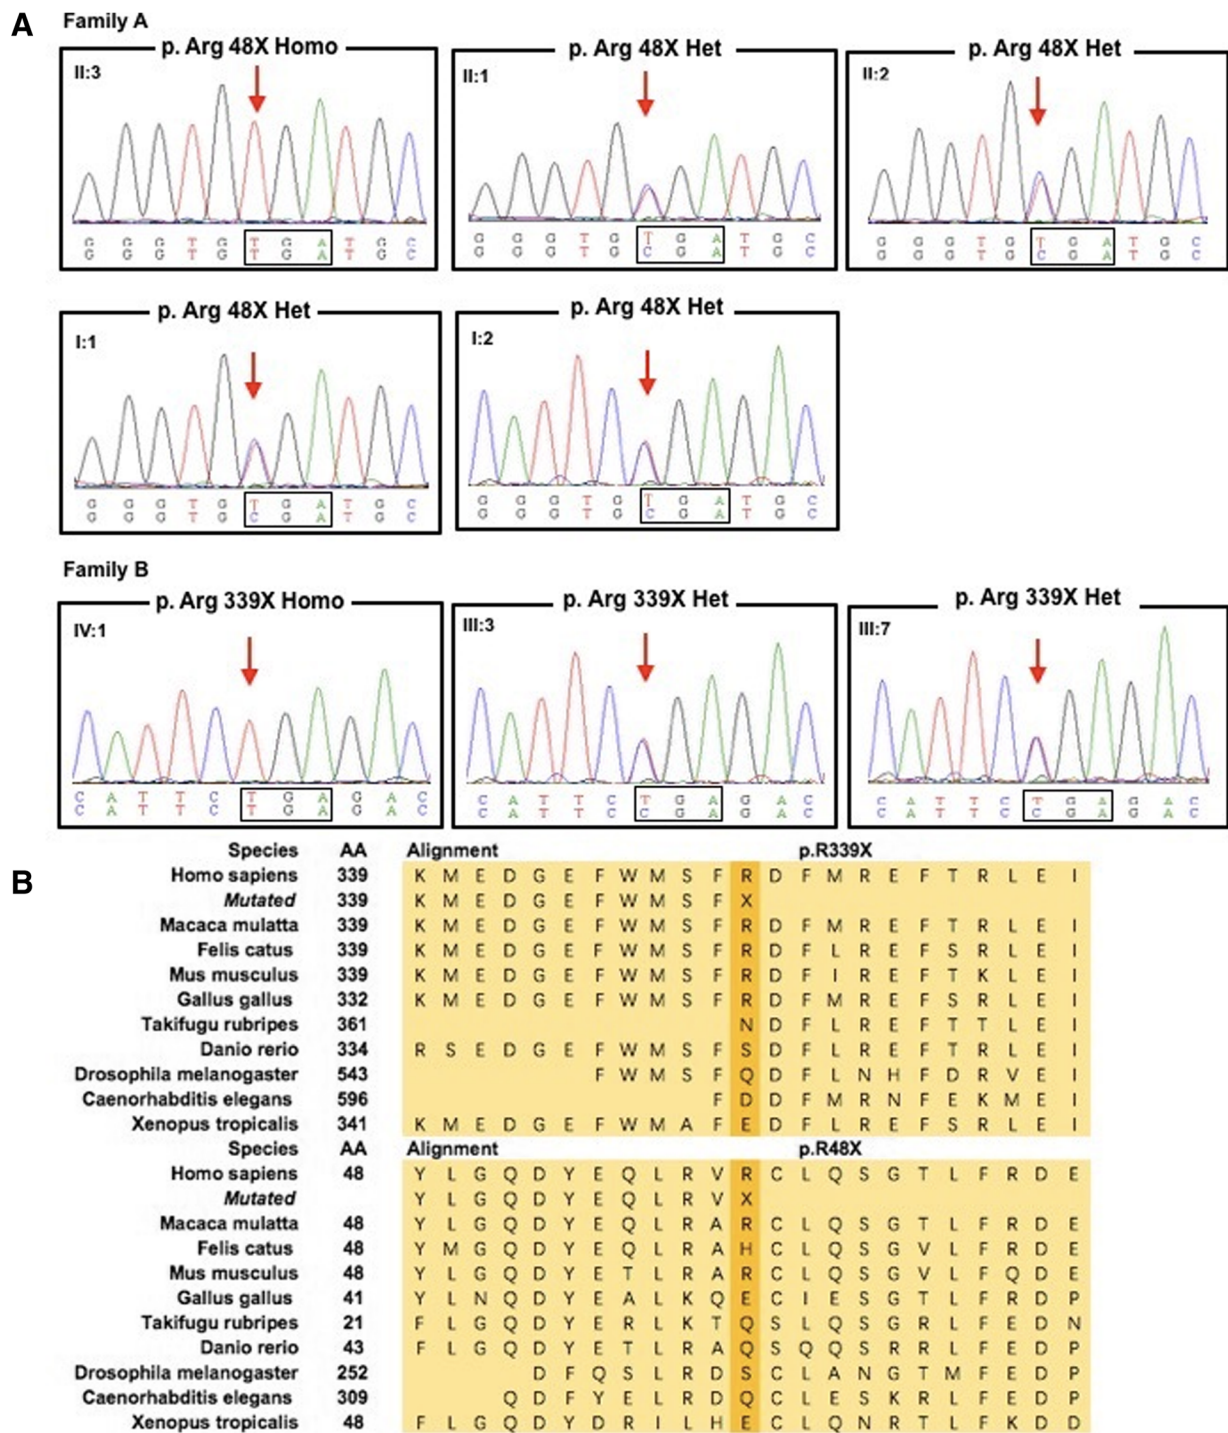 A
Family A
p. Arg 48X Homo
p. Arg 48X Het
p. Arg 48X Het
II:3
II:1
II:2
G G G T G T G A T G C
G G G T G T G A T G C
G G G T G T G A T G C
G G G T G C G A T G C
G G G T G T G A T G C
G G G T G C G A T G C
p. Arg 48X Het
p. Arg 48X Het
I:1
I:2
G G G T G T G A T G C
G G G T G C G A T G C
G G G T G T G A T G C
G G G T G C G A T G C
Family B
p. Arg 339X Homo
p. Arg 339X Het
p. Arg 339X Het
IV:1
III:3
III:7
C A T T C T G A G A C
C A T T C T G A G A C
C A T T C T G A G A C
C A T T C C G A G A C
C A T T C T G A G A C
C A T T C C G A G A C
B
Species AA Alignment p.R339X
Homo sapiens 339 K M E D G E F W M S F R D F M R E F T R L E I
Mutated 339 K M E D G E F W M S F X
Macaca mulatta 339 K M E D G E F W M S F R D F M R E F T R L E I
Felis catus 339 K M E D G E F W M S F R D F L R E F S R L E I
Mus musculus 339 K M E D G E F W M S F R D F I R E F T K L E I
Gallus gallus 332 K M E D G E F W M S F R D F M R E F S R L E I
Takifugu rubripes 361 N D F L R E F T T L E I
Danio rerio 334 R S E D G E F W M S F S D F L R E F T R L E I
Drosophila melanogaster 543 F W M S F Q D F L N H F D R V E I
Caenorhabditis elegans 596 F D D F M R N F E K M E I
Xenopus tropicalis 341 K M E D G E F W M A F E D F L R E F S R L E I
Species AA Alignment p.R48X
Homo sapiens 48 Y L G Q D Y E Q L R V R C L Q S G T L F R D E
Mutated Y L G Q D Y E Q L R V X
Macaca mulatta 48 Y L G Q D Y E Q L R A R C L Q S G T L F R D E
Felis catus 48 Y M G Q D Y E Q L R A H C L Q S G V L F R D E
Mus musculus 48 Y L G Q D Y E T L R A R C L Q S G V L F Q D E
Gallus gallus 41 Y L N Q D Y E A L K Q E C I E S G T L F R D P
Takifugu rubripes 21 F L G Q D Y E R L K T Q S L Q S G R L F E D N
Danio rerio 43 F L G Q D Y E T L R A Q S Q Q S R R L F E D P
Drosophila melanogaster 252 D F Q S L R D S C L A N G T M F E D P
Caenorhabditis elegans 309 Q D F Y E L R D Q C L E S K R L F E D P
Xenopus tropicalis 48 F L G Q D Y D R I L H E C L Q N R T L F K D D